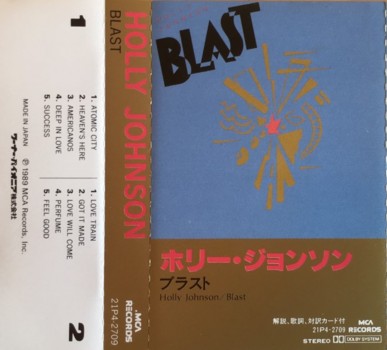 1
1. ATOMIC CITY
2. HEAVEN'S HERE
3. AMERICANOS
4. DEEP IN LOVE
5. SUCCESS
2
1. LOVE TRAIN
2. GOT IT MADE
3. LOVE WILL COME
4. PERFUME
5. FEEL GOOD
MADE IN JAPAN
℗ 1989 MCA Records, Inc.
ワーナー・パイオニア株式会社
HOLLY JOHNSON
BLAST
MCA
RECORDS
21P4-2709
BLAST
ホリー・ジョンソン
ブラスト
Holly Johnson/Blast
解説、歌詞、対訳カード付
21P4-2709
STEREO DOLBY SYSTEM
MCA
RECORDS